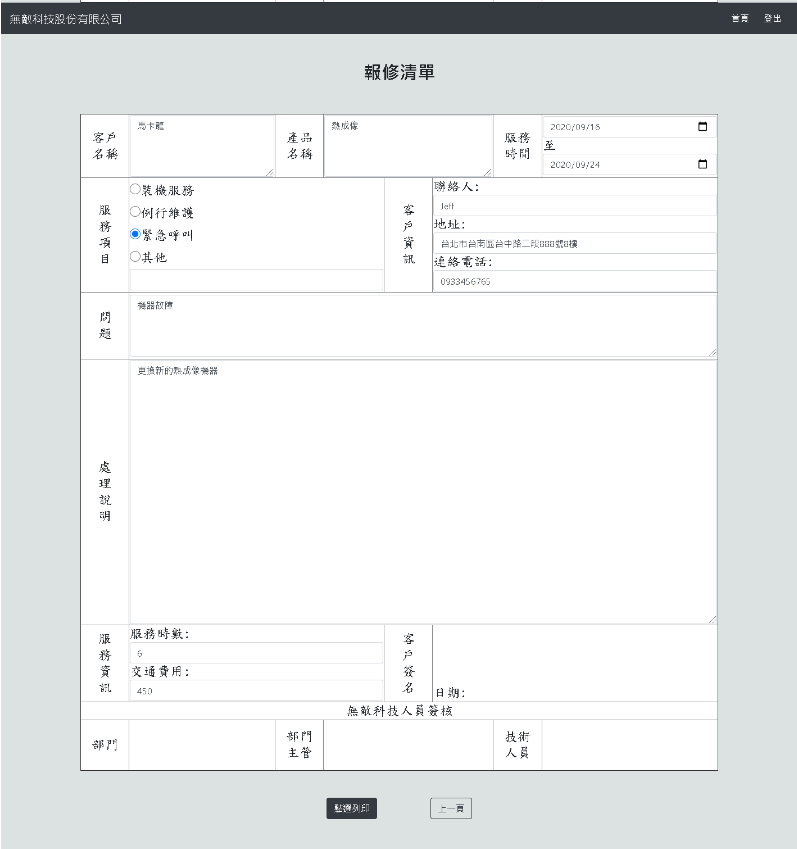 無敵科技股份有限公司 首頁 登出
報修清單
客戶名稱
馬卡龍
產品名稱
熱成像
服務時間
2020/09/16
至
2020/09/24
服務項目
裝機服務
例行維護
緊急呼叫
其他
客戶資訊
聯絡人:
Jeff
地址:
台北市台南區台中路二段888號8樓
連絡電話:
0933456765
問題
機器故障
處理說明
更換新的熱成像機器
服務資訊
服務時數:
6
交通費用:
450
客戶簽名
日期:
無敵科技人員簽核
部門
部門主管
技術人員
點選列印
上一頁